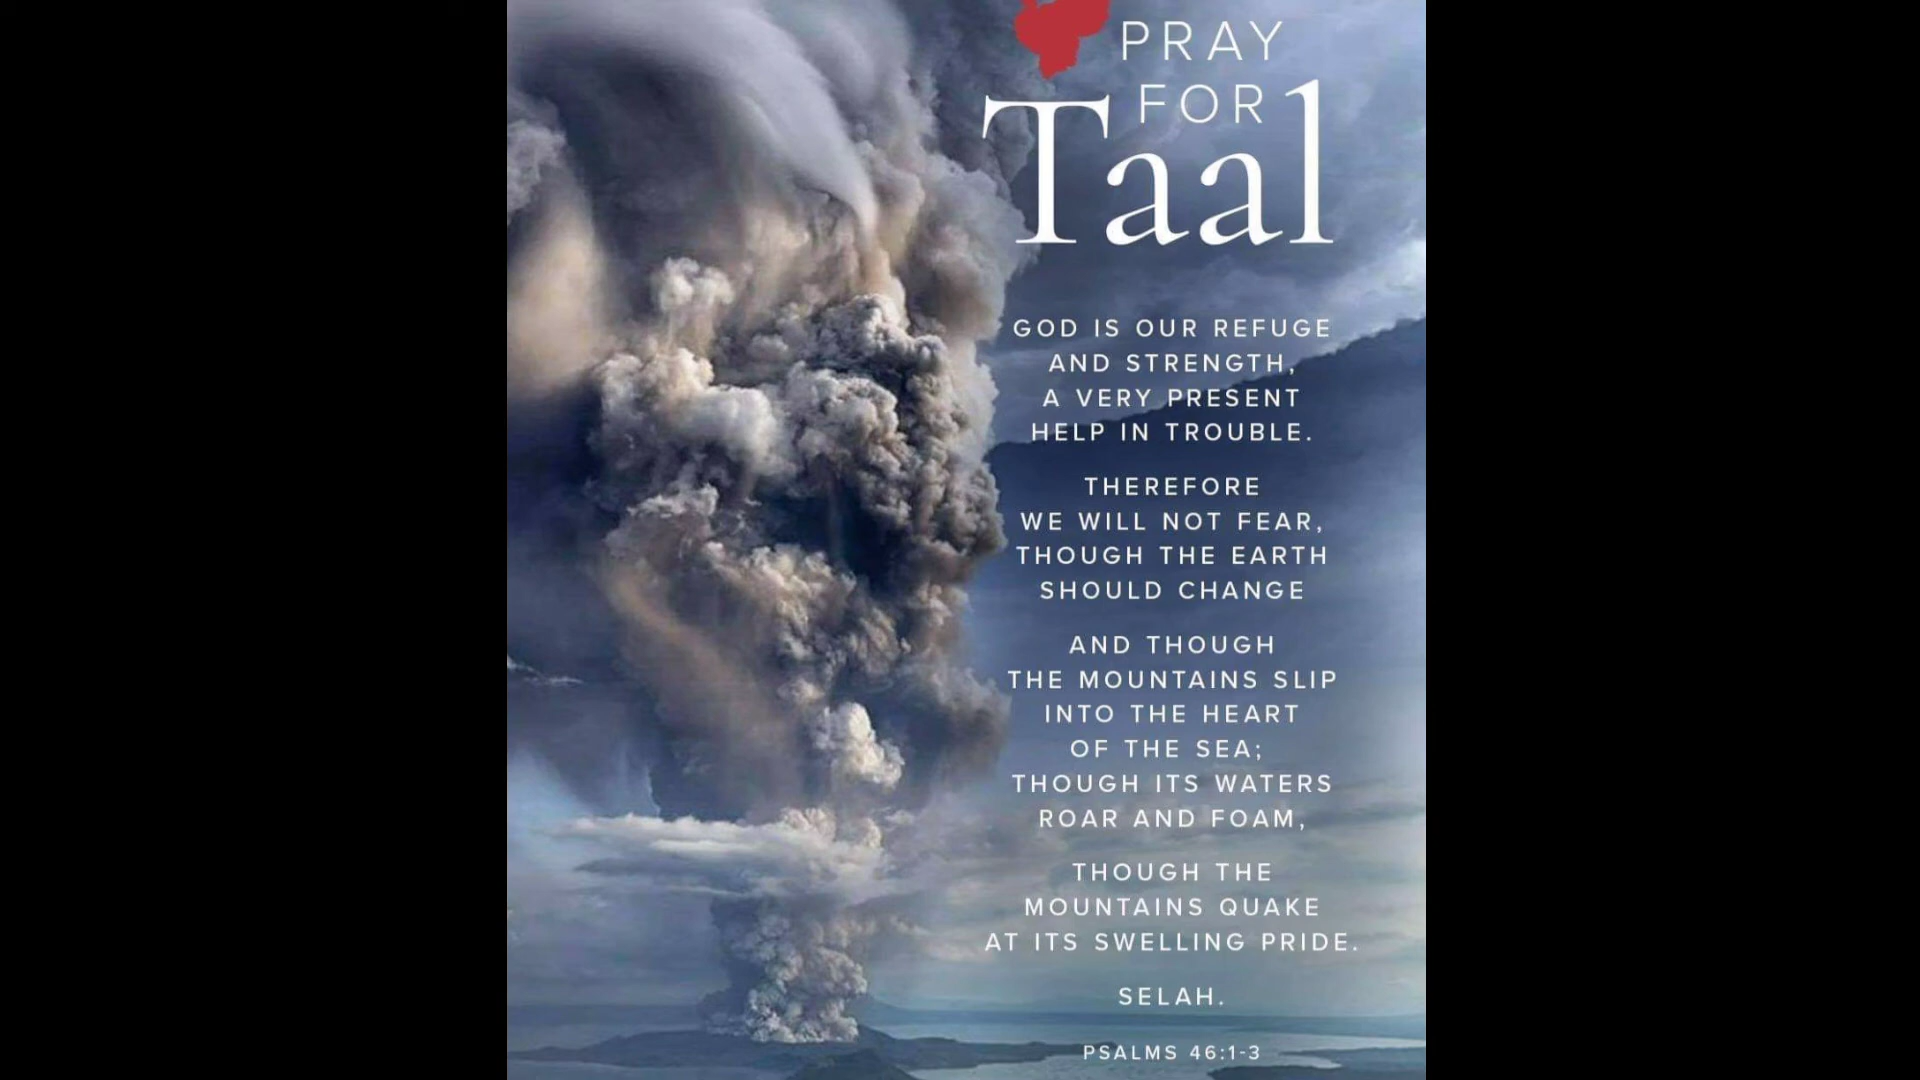 PRAY
FOR
Taal
GOD IS OUR REFUGE
AND STRENGTH,
A VERY PRESENT
HELP IN TROUBLE.
THEREFORE
WE WILL NOT FEAR,
THOUGH THE EARTH
SHOULD CHANGE
AND THOUGH
THE MOUNTAINS SLIP
INTO THE HEART
OF THE SEA;
THOUGH ITS WATERS
ROAR AND FOAM,
THOUGH THE
MOUNTAINS QUAKE
AT ITS SWELLING PRIDE.
SELAH.
PSALMS 46:1-3